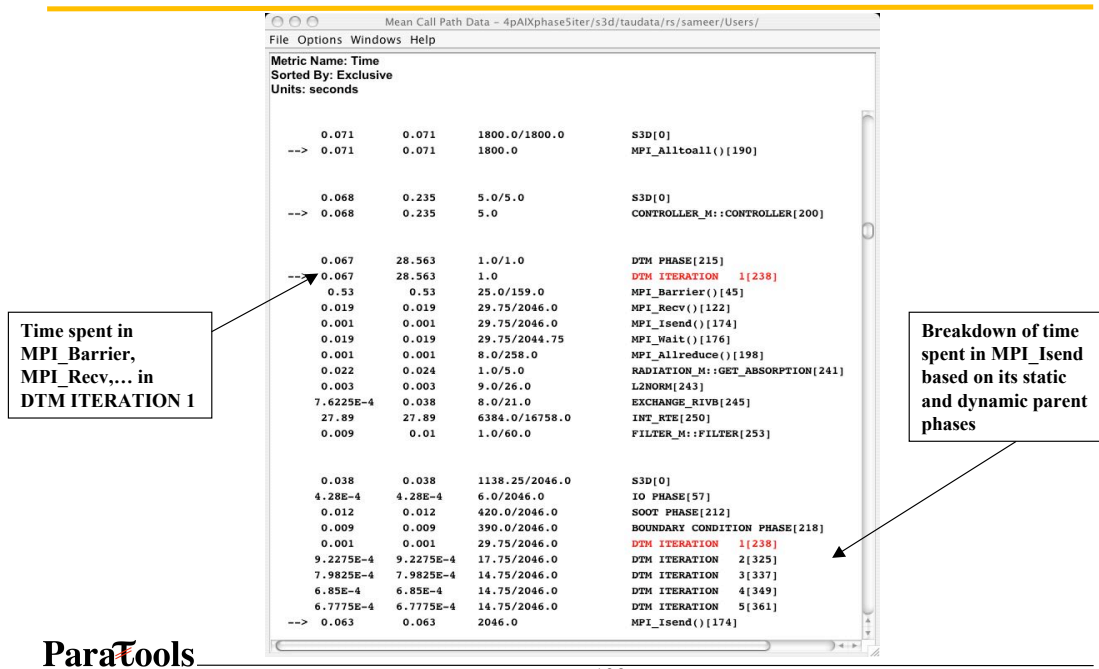 Mean Call Path Data – 4pAIXphase5iter/s3d/taudata/rs/sameer/Users/
File Options Windows Help
Metric Name: Time
Sorted By: Exclusive
Units: seconds
0.071 0.071 1800.0/1800.0 S3D[0]
--> 0.071 0.071 1800.0 MPI_Alltoall()[190]
0.068 0.235 5.0/5.0 S3D[0]
--> 0.068 0.235 5.0 CONTROLLER_M::CONTROLLER[200]
0.067 28.563 1.0/1.0 DTM PHASE[215]
--> 0.067 28.563 1.0 DTM ITERATION 1[238]
0.53 0.53 25.0/159.0 MPI_Barrier()[45]
0.019 0.019 29.75/2046.0 MPI_Recv()[122]
0.001 0.001 29.75/2046.0 MPI_Isend()[174]
0.019 0.019 29.75/2044.75 MPI_Wait()[176]
0.001 0.001 8.0/258.0 MPI_Allreduce()[198]
0.022 0.024 1.0/5.0 RADIATION_M::GET_ABSORPTION[241]
0.003 0.003 9.0/26.0 L2NORM[243]
7.6225E-4 0.038 8.0/21.0 EXCHANGE_RIVB[245]
27.89 27.89 6384.0/16758.0 INT_RTE[250]
0.009 0.01 1.0/60.0 FILTER_M::FILTER[253]
0.038 0.038 1138.25/2046.0 S3D[0]
4.28E-4 4.28E-4 6.0/2046.0 IO PHASE[57]
0.012 0.012 420.0/2046.0 SOOT PHASE[212]
0.009 0.009 390.0/2046.0 BOUNDARY CONDITION PHASE[218]
0.001 0.001 29.75/2046.0 DTM ITERATION 1[238]
9.2275E-4 9.2275E-4 17.75/2046.0 DTM ITERATION 2[325]
7.9825E-4 7.9825E-4 14.75/2046.0 DTM ITERATION 3[337]
6.85E-4 6.85E-4 14.75/2046.0 DTM ITERATION 4[349]
6.7775E-4 6.7775E-4 14.75/2046.0 DTM ITERATION 5[361]
--> 0.063 0.063 2046.0 MPI_Isend()[174]
Time spent in
MPI_Barrier,
MPI_Recv,... in
DTM ITERATION 1
Breakdown of time
spent in MPI_Isend
based on its static
and dynamic parent
phases
ParaTools